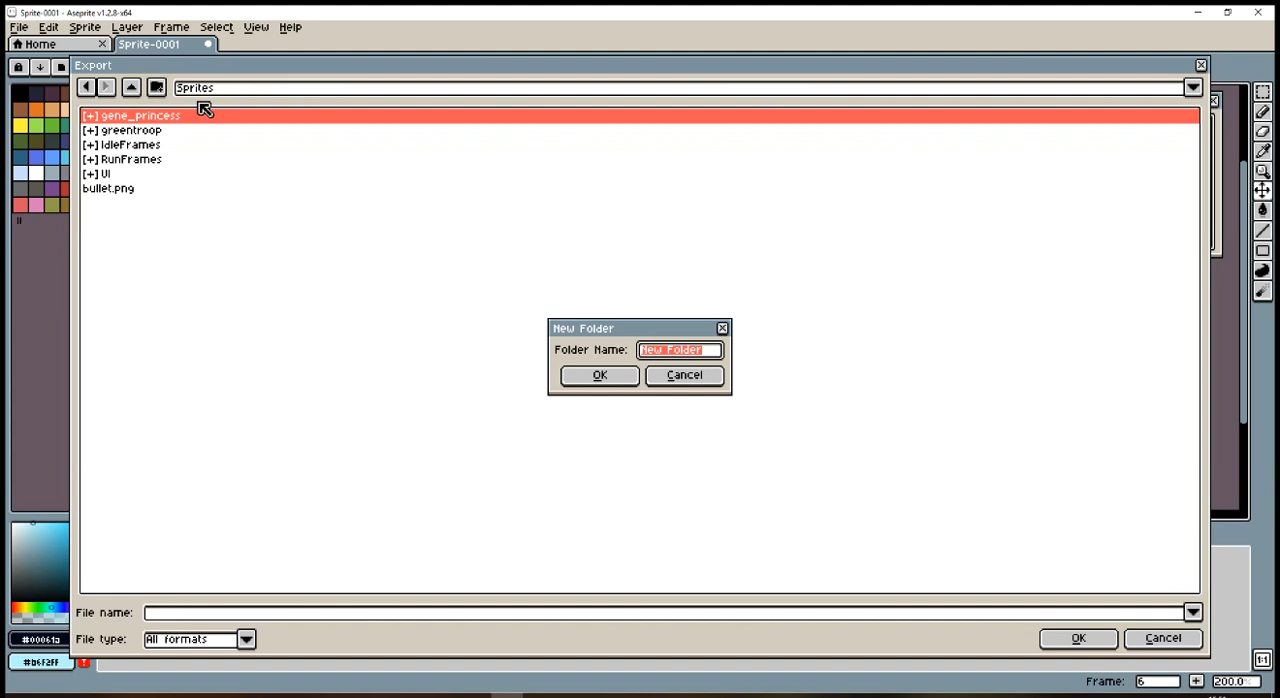 Sprite-0001 - Aseprite v1.2.8-x64
File Edit Sprite Layer Frame Select View Help
Home Sprite-0001
Export
Sprites
[+] gene_princess
[+] greentroop
[+] IdleFrames
[+] RunFrames
[+] UI
bullet.png
New Folder
Folder Name: New Folder
OK Cancel
File name:
File type: All formats OK Cancel
#00061a
#b6f2ff
1:1
Frame: 6 + 200.0